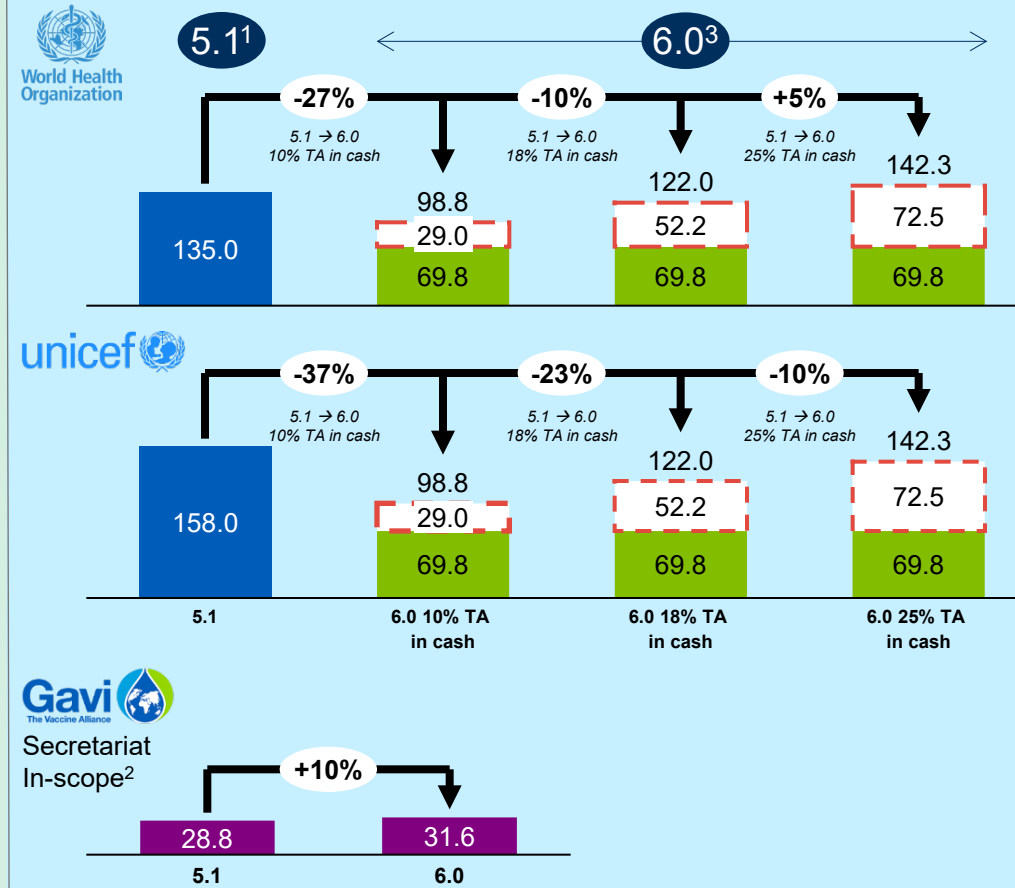 World Health
Organization
5.1¹
6.0³
-27%
-10%
+5%
5.1 → 6.0
10% TA in cash
5.1 → 6.0
18% TA in cash
5.1 → 6.0
25% TA in cash
135.0
98.8
29.0
69.8
122.0
52.2
69.8
142.3
72.5
69.8
unicef
-37%
-23%
-10%
5.1 → 6.0
10% TA in cash
5.1 → 6.0
18% TA in cash
5.1 → 6.0
25% TA in cash
158.0
98.8
29.0
69.8
122.0
52.2
69.8
142.3
72.5
69.8
5.1
6.0 10% TA
in cash
6.0 18% TA
in cash
6.0 25% TA
in cash
Gavi
The Vaccine Alliance
Secretariat
In-scope²
+10%
28.8
31.6
5.1
6.0